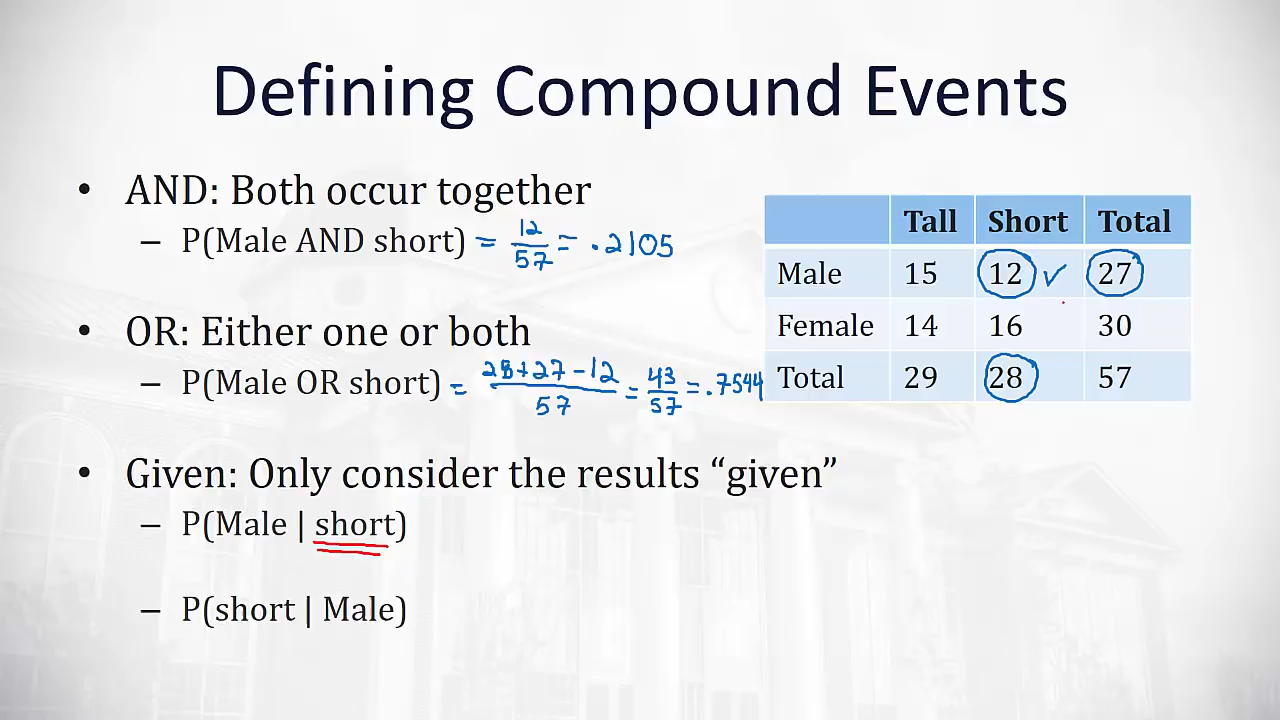 Defining Compound Events
• AND: Both occur together
– P(Male AND short) = 12/57 = .2105
• OR: Either one or both
– P(Male OR short) = 28+27-12/57 = 43/57 = .7544
• Given: Only consider the results “given”
– P(Male | short)
– P(short | Male)
Tall Short Total
Male 15 12 ✓ 27
Female 14 16 30
Total 29 28 57